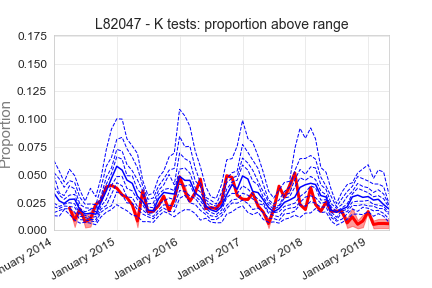 L82047 - K tests: proportion above range
Proportion
0.175
0.150
0.125
0.100
0.075
0.050
0.025
0.000
nuary 2014
January 2015
January 2016
January 2017
January 2018
January 2019